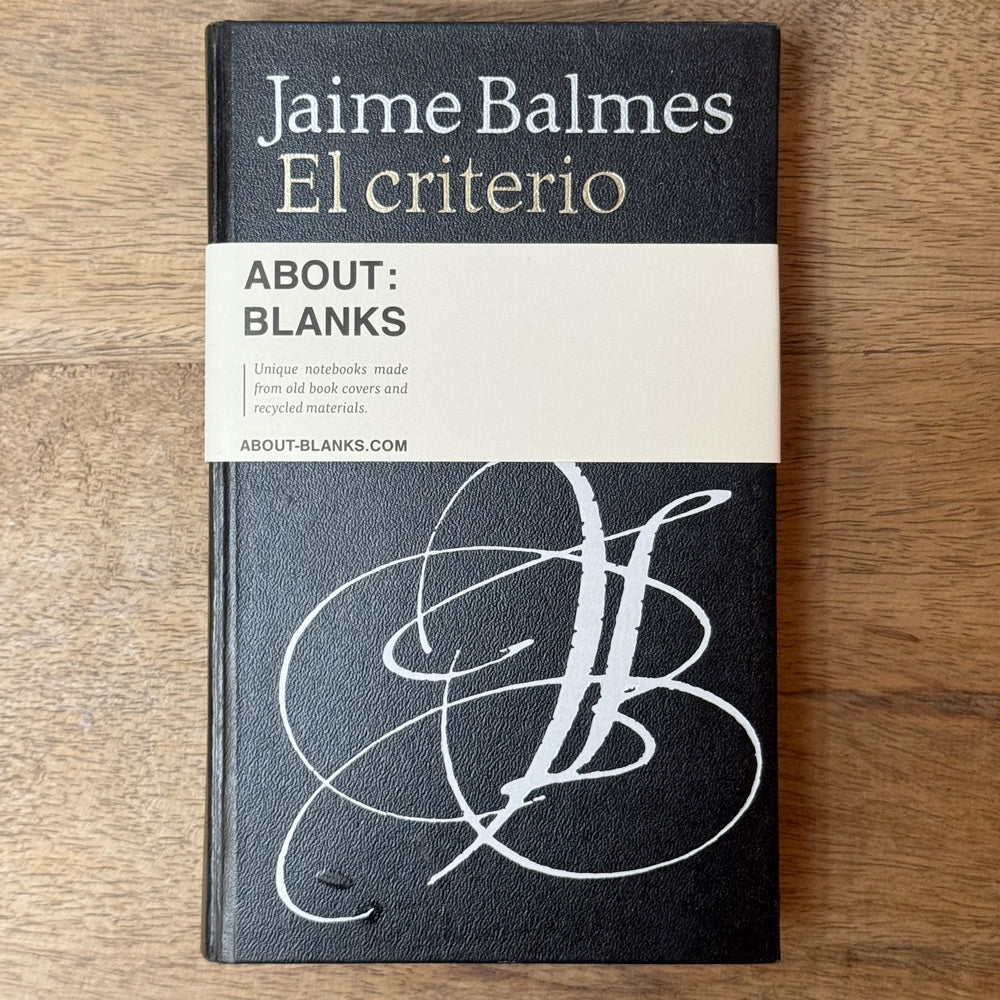 Jaime Balmes
El criterio
ABOUT:
BLANKS
Unique notebooks made
from old book covers and
recycled materials.
ABOUT-BLANKS.COM